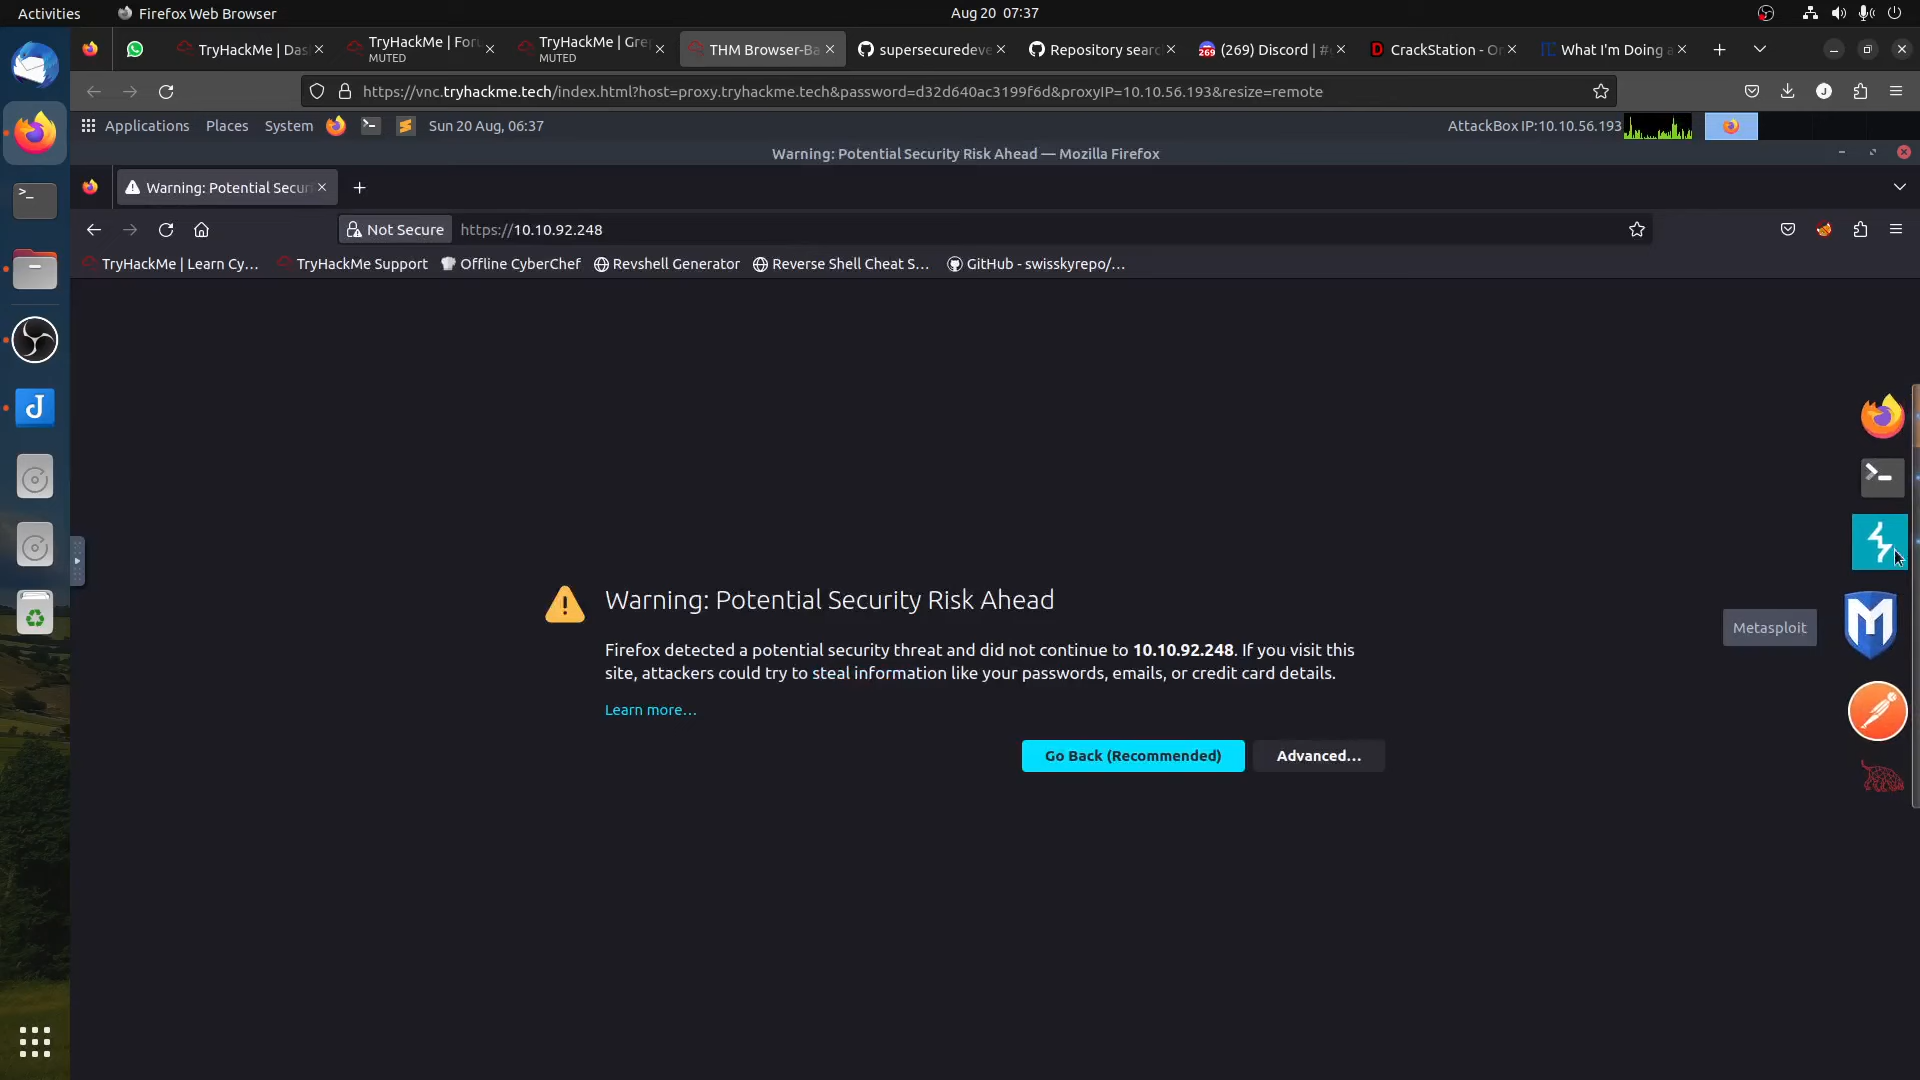 Activities
Firefox Web Browser
Aug 20 07:37
TryHackMe | Das
TryHackMe | Foru
MUTED
TryHackMe | Grep
MUTED
THM Browser-Ba
supersecuredeve
Repository searc
(269) Discord | #
CrackStation - Or
What I'm Doing a
https://vnc.tryhackme.tech/index.html?host=proxy.tryhackme.tech&password=d32d640ac3199f6d&proxyIP=10.10.56.193&resize=remote
Applications
Places
System
Sun 20 Aug, 06:37
AttackBox IP:10.10.56.193
Warning: Potential Security Risk Ahead — Mozilla Firefox
Warning: Potential Secur
Not Secure
https://10.10.92.248
TryHackMe | Learn Cy...
TryHackMe Support
Offline CyberChef
Revshell Generator
Reverse Shell Cheat S...
GitHub - swisskyrepo/...
Warning: Potential Security Risk Ahead
Firefox detected a potential security threat and did not continue to 10.10.92.248. If you visit this
site, attackers could try to steal information like your passwords, emails, or credit card details.
Learn more…
Go Back (Recommended)
Advanced…
Metasploit